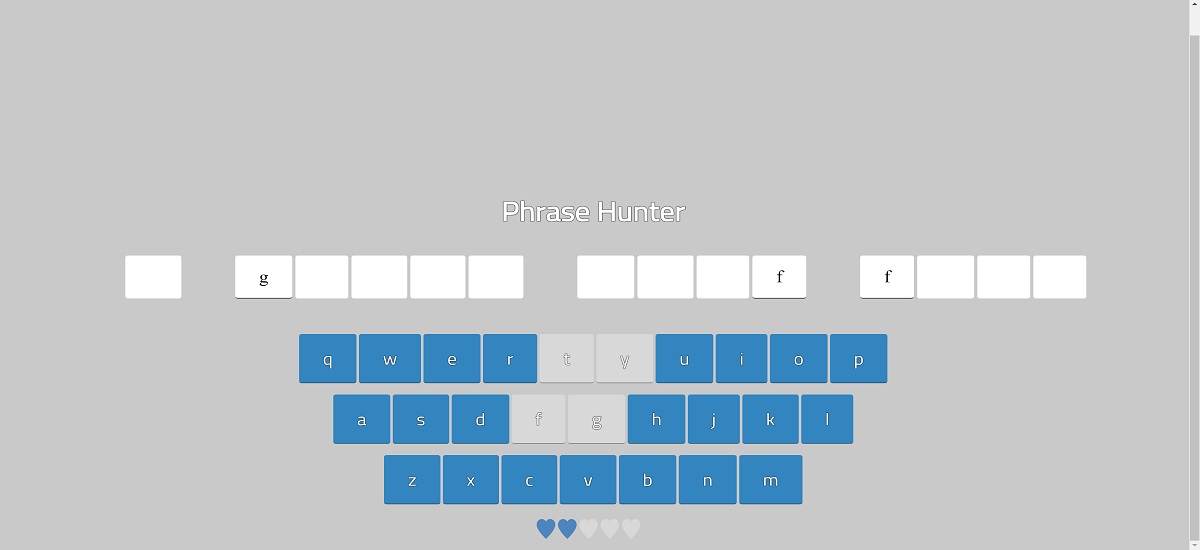 Phrase Hunter
g f f
q w e r t y u i o p
a s d f g h j k l
z x c v b n m